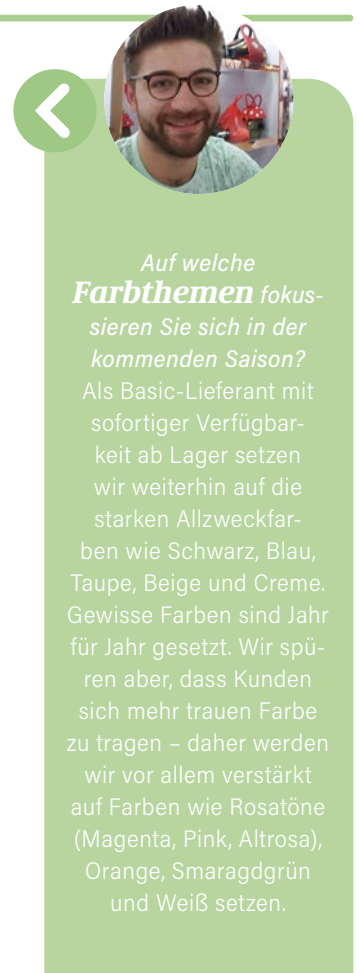 Auf welche
Farbthemen fokus-
sieren Sie sich in der
kommenden Saison?
Als Basic-Lieferant mit
sofortiger Verfügbar-
keit ab Lager setzen
wir weiterhin auf die
starken Allzweckfar-
ben wie Schwarz, Blau,
Taupe, Beige und Creme.
Gewisse Farben sind Jahr
für Jahr gesetzt. Wir spü-
ren aber, dass Kunden
sich mehr trauen Farbe
zu tragen – daher werden
wir vor allem verstärkt
auf Farben wie Rosatöne
(Magenta, Pink, Altrosa),
Orange, Smaragdgrün
und Weiß setzen.